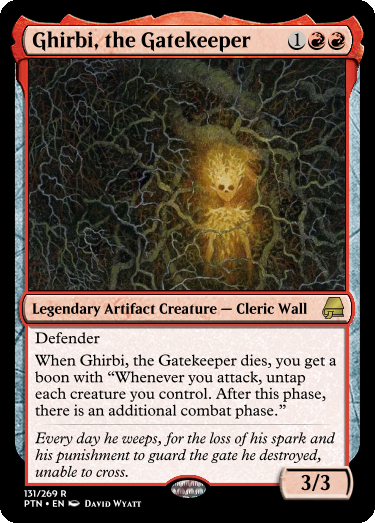 Ghirbi, the Gatekeeper 1
Legendary Artifact Creature — Cleric Wall
Defender
When Ghirbi, the Gatekeeper dies, you get a
boon with “Whenever you attack, untap
each creature you control. After this phase,
there is an additional combat phase.”
Every day he weeps, for the loss of his spark and
his punishment to guard the gate he destroyed,
unable to cross.
3/3
131/269 R
PTN • EN DAVID WYATT